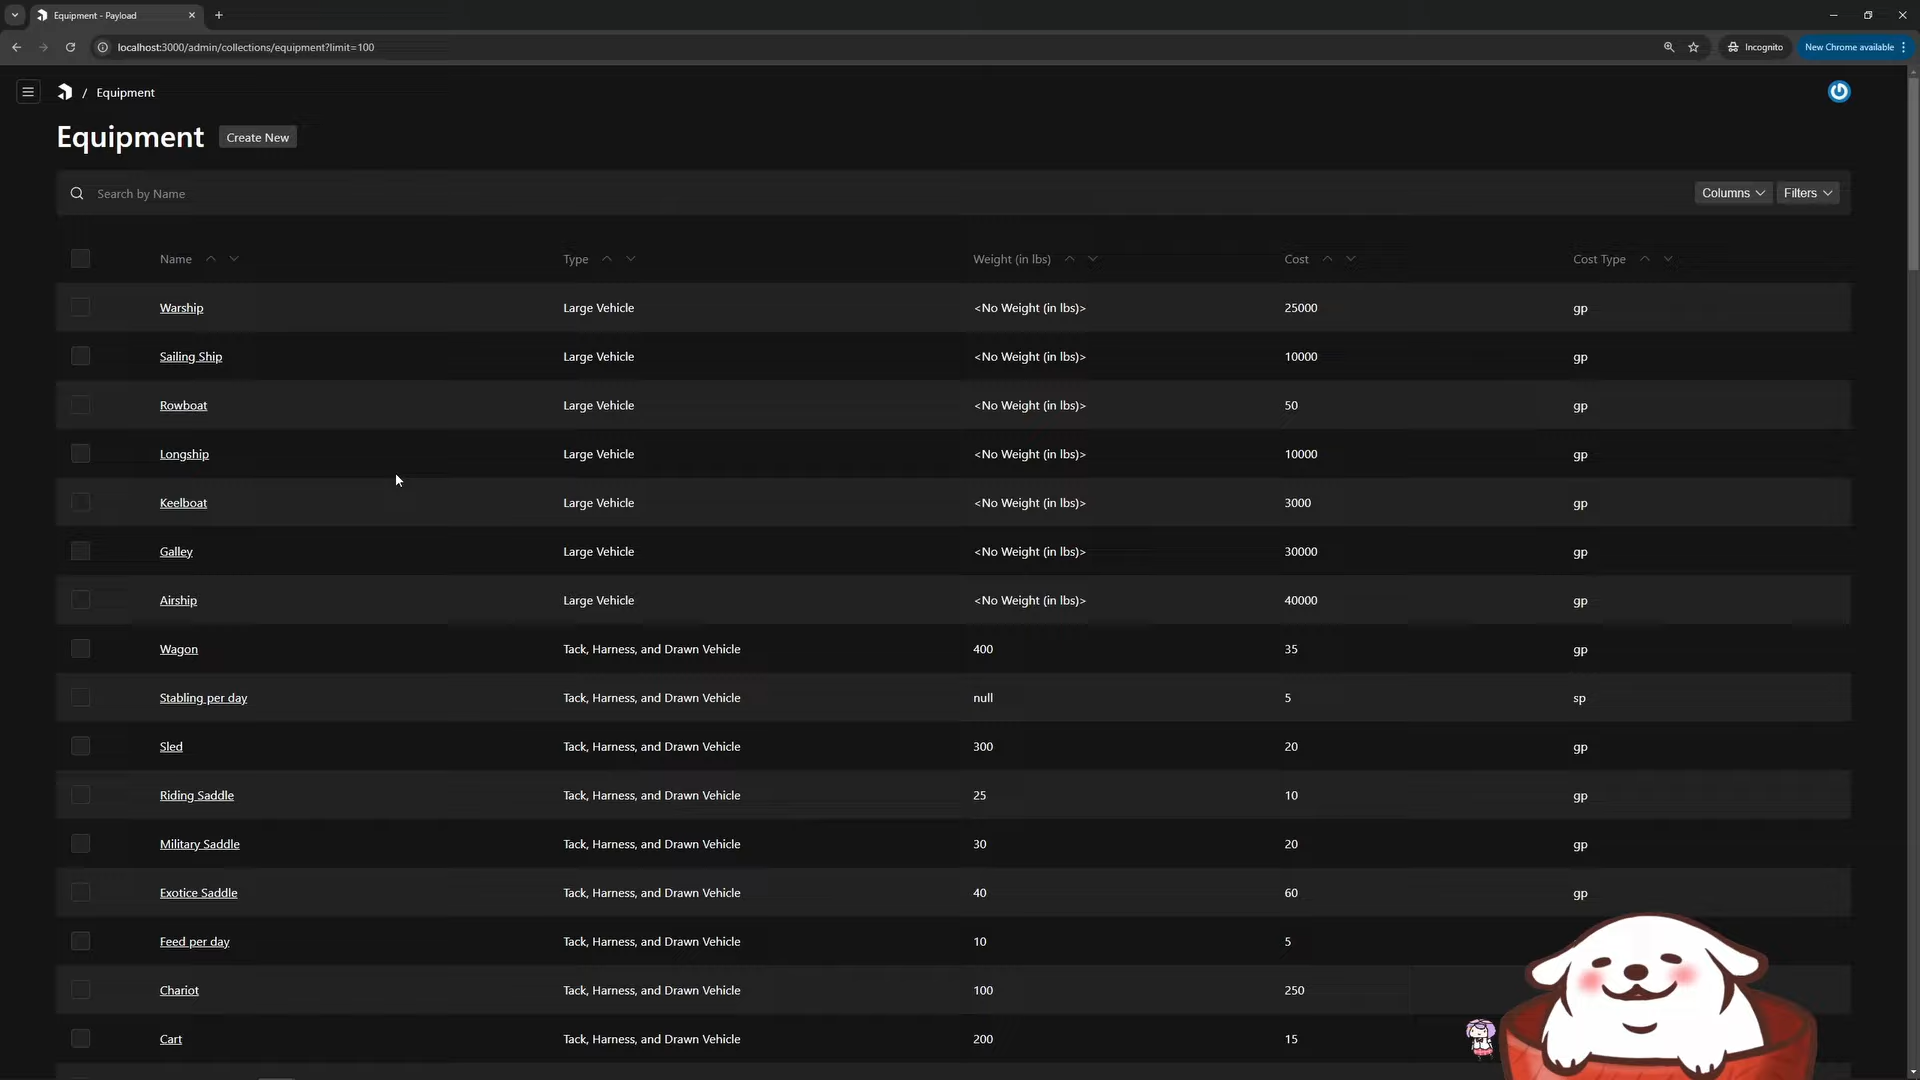 Equipment - Payload
localhost:3000/admin/collections/equipment?limit=100
Incognito
New Chrome available
/ Equipment
Equipment
Create New
Search by Name
Columns
Filters
Name Type Weight (in lbs) Cost Cost Type
Warship Large Vehicle <No Weight (in lbs)> 25000 gp
Sailing Ship Large Vehicle <No Weight (in lbs)> 10000 gp
Rowboat Large Vehicle <No Weight (in lbs)> 50 gp
Longship Large Vehicle <No Weight (in lbs)> 10000 gp
Keelboat Large Vehicle <No Weight (in lbs)> 3000 gp
Galley Large Vehicle <No Weight (in lbs)> 30000 gp
Airship Large Vehicle <No Weight (in lbs)> 40000 gp
Wagon Tack, Harness, and Drawn Vehicle 400 35 gp
Stabling per day Tack, Harness, and Drawn Vehicle null 5 sp
Sled Tack, Harness, and Drawn Vehicle 300 20 gp
Riding Saddle Tack, Harness, and Drawn Vehicle 25 10 gp
Military Saddle Tack, Harness, and Drawn Vehicle 30 20 gp
Exotice Saddle Tack, Harness, and Drawn Vehicle 40 60 gp
Feed per day Tack, Harness, and Drawn Vehicle 10 5
Chariot Tack, Harness, and Drawn Vehicle 100 250
Cart Tack, Harness, and Drawn Vehicle 200 15